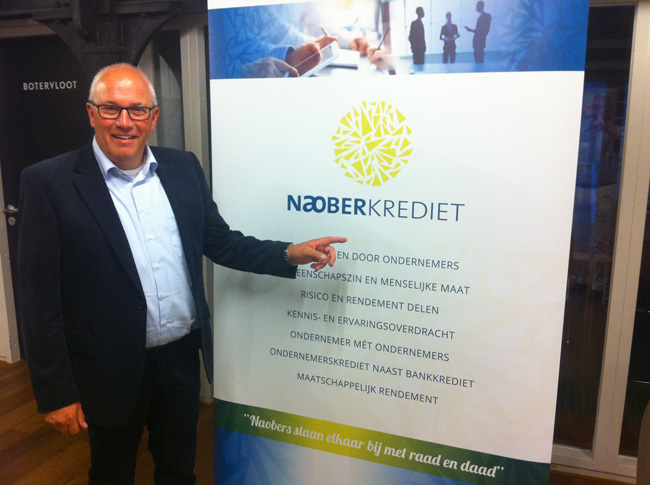 BOTERVLOOT
NAOBERKREDIET
EN DOOR ONDERNEMERS
EENSCHAPSZIN EN MENSELIJKE MAAT
RISICO EN RENDEMENT DELEN
KENNIS- EN ERVARINGSOVERDRACHT
ONDERNEMER MÉT ONDERNEMERS
ONDERNEMERSKREDIET NAAST BANKKREDIET
MAATSCHAPPELIJK RENDEMENT
"Naobers staan elkaar bij met raad en daad"